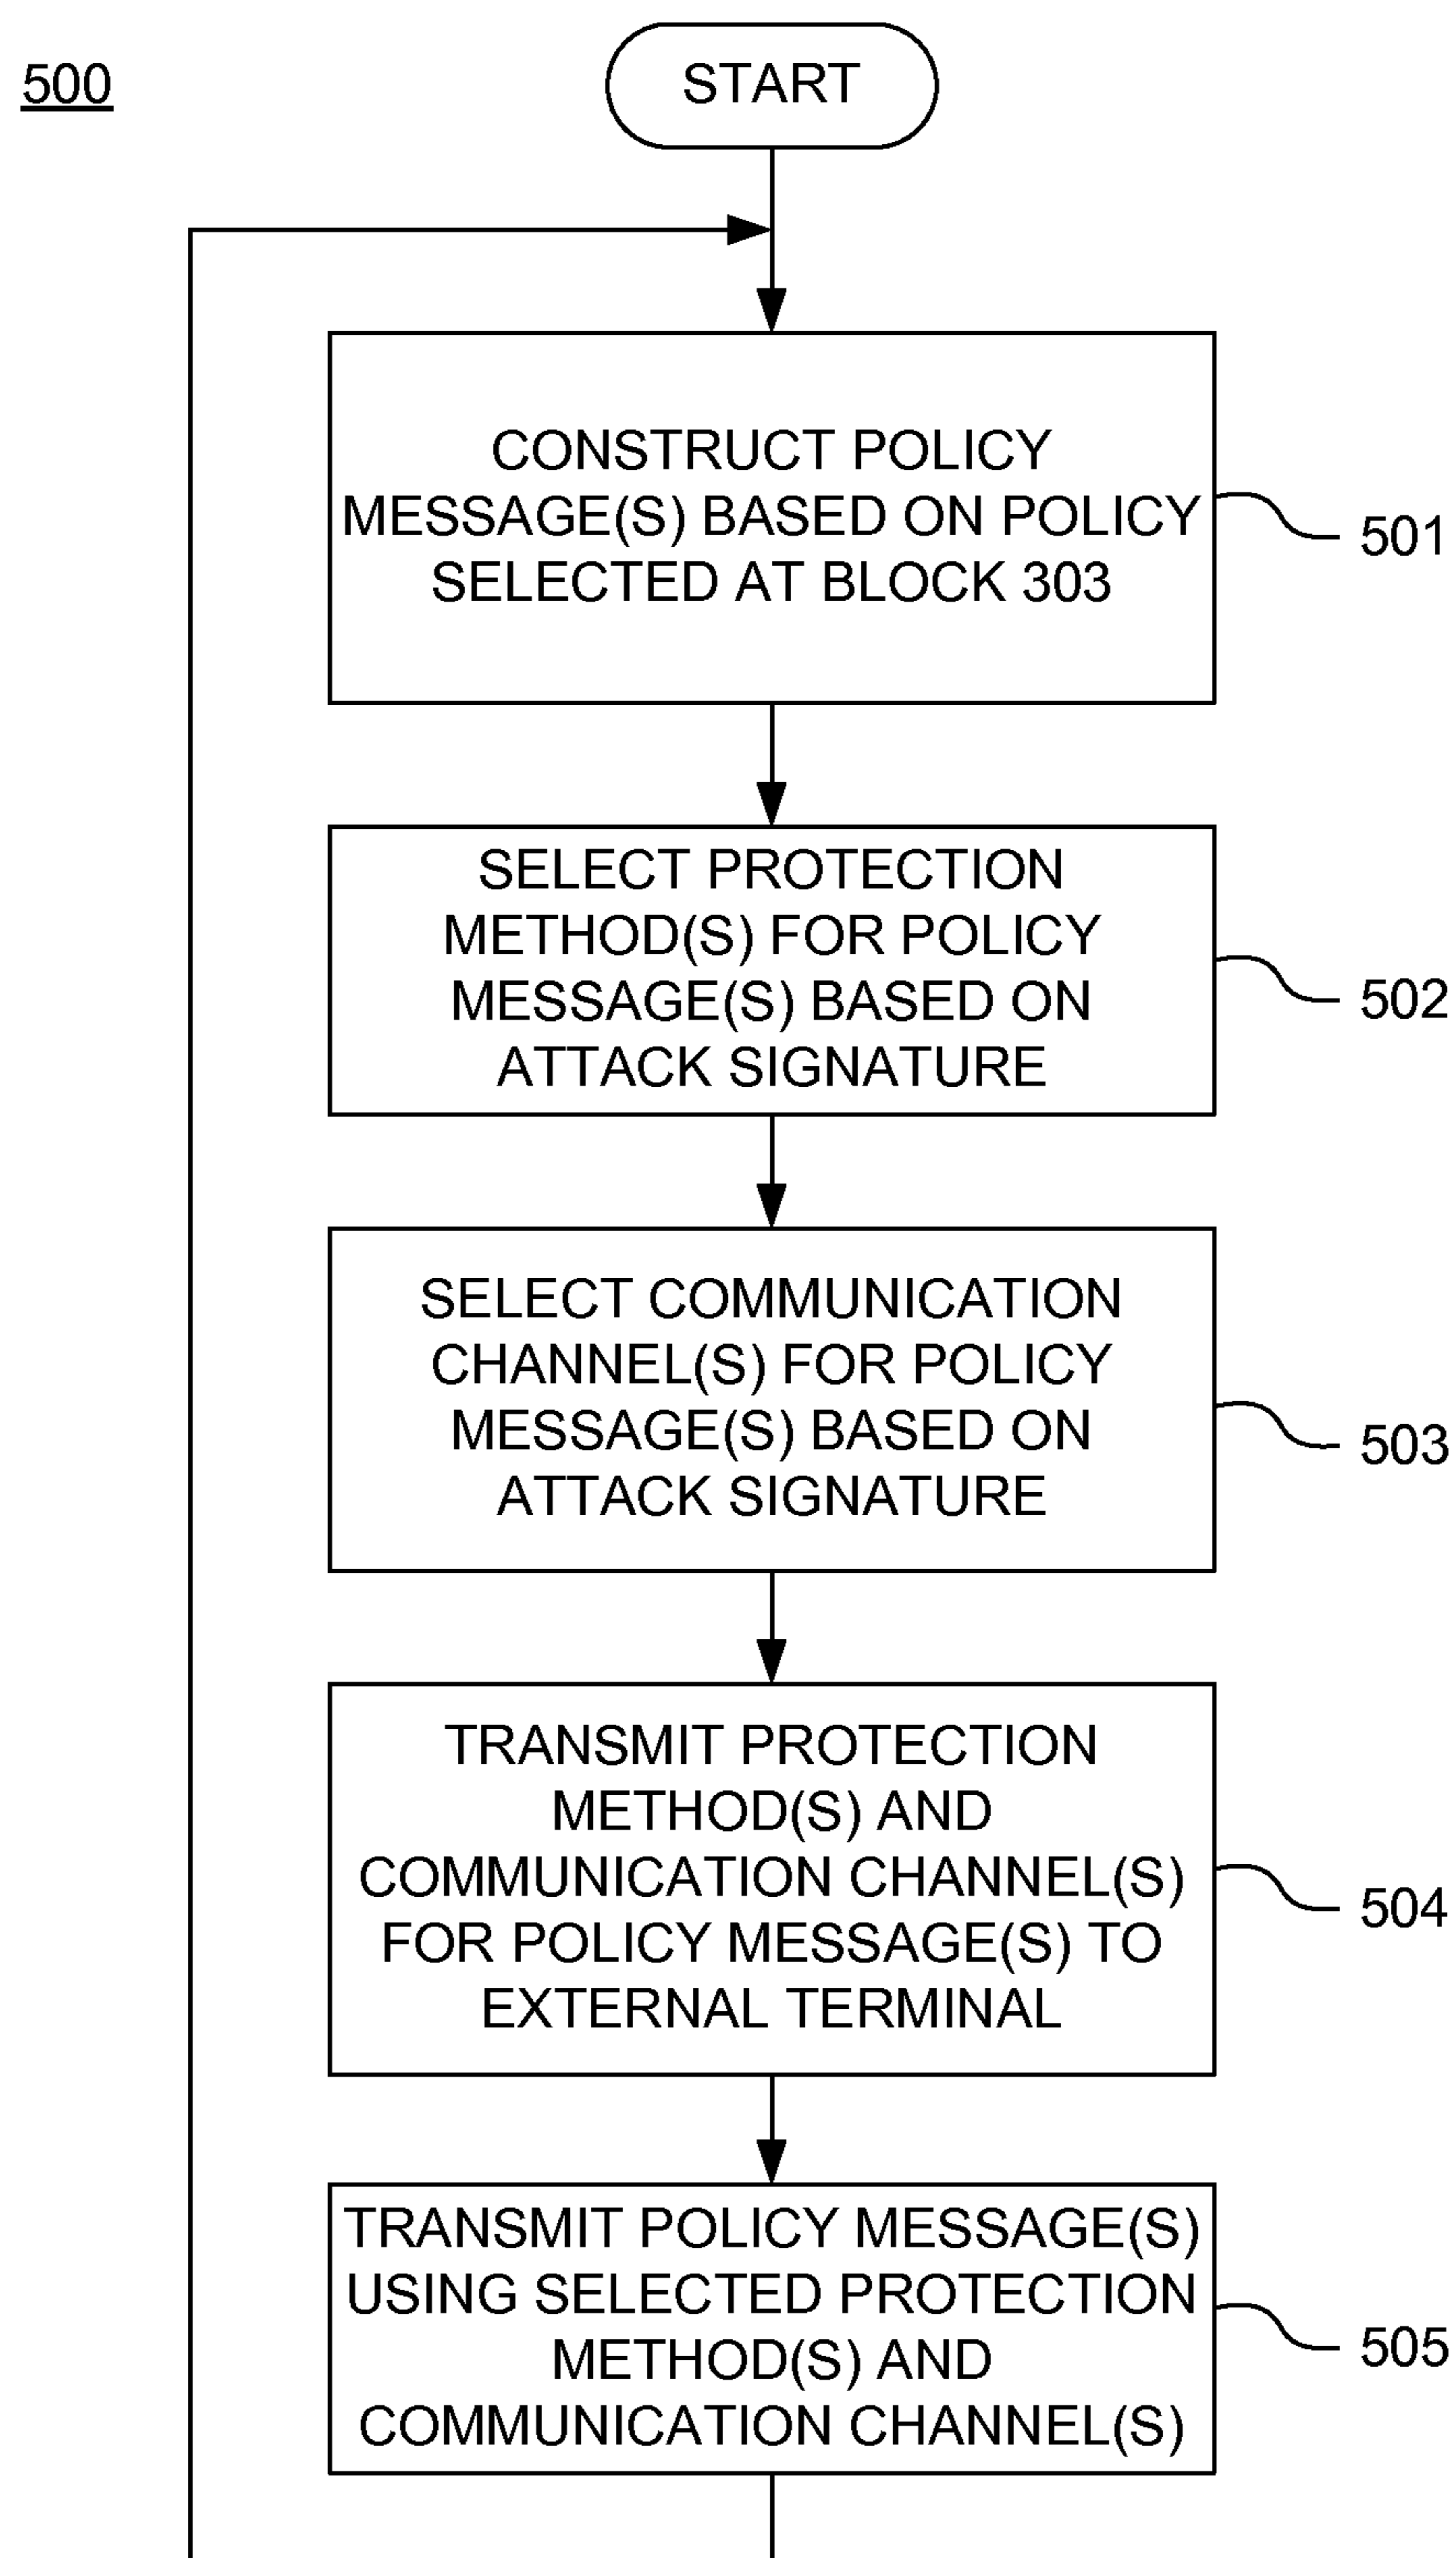 500
START
CONSTRUCT POLICY
MESSAGE(S) BASED ON POLICY
SELECTED AT BLOCK 303
501
SELECT PROTECTION
METHOD(S) FOR POLICY
MESSAGE(S) BASED ON
ATTACK SIGNATURE
502
SELECT COMMUNICATION
CHANNEL(S) FOR POLICY
MESSAGE(S) BASED ON
ATTACK SIGNATURE
503
TRANSMIT PROTECTION
METHOD(S) AND
COMMUNICATION CHANNEL(S)
FOR POLICY MESSAGE(S) TO
EXTERNAL TERMINAL
504
TRANSMIT POLICY MESSAGE(S)
USING SELECTED PROTECTION
METHOD(S) AND
COMMUNICATION CHANNEL(S)
505